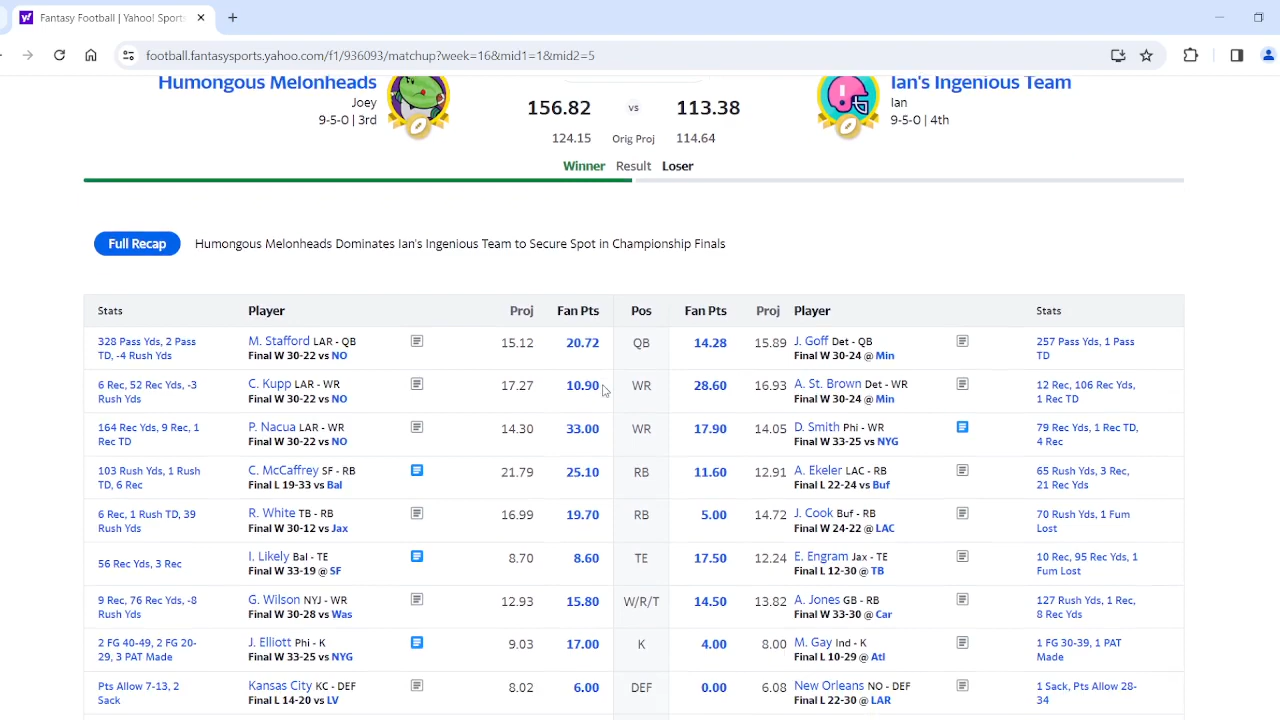 Fantasy Football | Yahoo! Sports
football.fantasysports.yahoo.com/f1/936093/matchup?week=16&mid1=1&mid2=5
Humongous Melonheads
Joey
9-5-0 | 3rd
156.82 vs 113.38
124.15 Orig Proj 114.64
Winner Result Loser
Ian's Ingenious Team
Ian
9-5-0 | 4th
Full Recap Humongous Melonheads Dominates Ian's Ingenious Team to Secure Spot in Championship Finals
Stats Player Proj Fan Pts Pos Fan Pts Proj Player Stats
328 Pass Yds, 2 Pass M. Stafford LAR - QB 15.12 20.72 QB 14.28 15.89 J. Goff Det - QB 257 Pass Yds, 1 Pass
TD, -4 Rush Yds Final W 30-22 vs NO Final W 30-24 @ Min TD
6 Rec, 52 Rec Yds, -3 C. Kupp LAR - WR 17.27 10.90 WR 28.60 16.93 A. St. Brown Det - WR 12 Rec, 106 Rec Yds,
Rush Yds Final W 30-22 vs NO Final W 30-24 @ Min 1 Rec TD
164 Rec Yds, 9 Rec, 1 P. Nacua LAR - WR 14.30 33.00 WR 17.90 14.05 D. Smith Phi - WR 79 Rec Yds, 1 Rec TD,
Rec TD Final W 30-22 vs NO Final W 33-25 vs NYG 4 Rec
103 Rush Yds, 1 Rush C. McCaffrey SF - RB 21.79 25.10 RB 11.60 12.91 A. Ekeler LAC - RB 65 Rush Yds, 3 Rec,
TD, 6 Rec Final L 19-33 vs Bal Final L 22-24 vs Buf 21 Rec Yds
6 Rec, 1 Rush TD, 39 R. White TB - RB 16.99 19.70 RB 5.00 14.72 J. Cook Buf - RB 70 Rush Yds, 1 Fum
Rush Yds Final W 30-12 vs Jax Final W 24-22 @ LAC Lost
56 Rec Yds, 3 Rec I. Likely Bal - TE 8.70 8.60 TE 17.50 12.24 E. Engram Jax - TE 10 Rec, 95 Rec Yds, 1
Final W 33-19 @ SF Final L 12-30 @ TB Fum Lost
9 Rec, 76 Rec Yds, -8 G. Wilson NYJ - WR 12.93 15.80 W/R/T 14.50 13.82 A. Jones GB - RB 127 Rush Yds, 1 Rec,
Rush Yds Final W 30-28 vs Was Final W 33-30 @ Car 8 Rec Yds
2 FG 40-49, 2 FG 20- J. Elliott Phi - K 9.03 17.00 K 4.00 8.00 M. Gay Ind - K 1 FG 30-39, 1 PAT
29, 3 PAT Made Final W 33-25 vs NYG Final L 10-29 @ Atl Made
Pts Allow 7-13, 2 Kansas City KC - DEF 8.02 6.00 DEF 0.00 6.08 New Orleans NO - DEF 1 Sack, Pts Allow 28-
Sack Final L 14-20 vs LV Final L 22-30 @ LAR 34